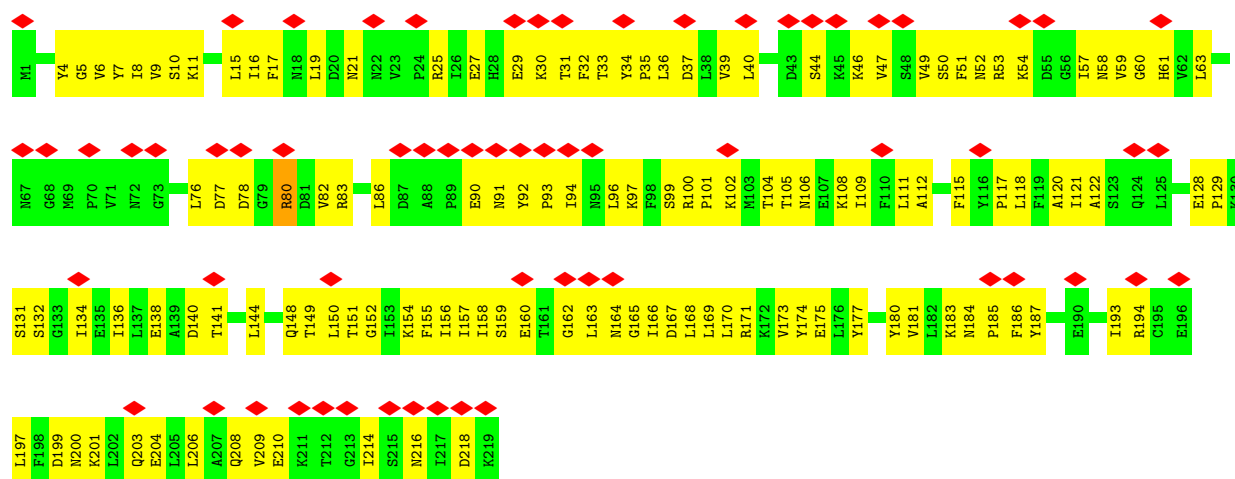 M1 Y4 G5 V6 Y7 I8 V9 S10 K11 L15 I16 F17 N18 L19 D20 N21 N22 V23 P24 R25 I26 E27 H28 E29 K30 T31 F32 T33 Y34 P35 L36 D37 L38 V39 L40 D43 S44 K45 K46 V47 S48 V49 S50 F51 N52 R53 K54 D55 G56 I57 N58 V59 G60 H61 V62 L63
N67 G68 M69 P70 V71 N72 G73 L76 D77 D78 G79 R80 D81 V82 R83 L86 D87 A88 P89 E90 N91 Y92 P93 I94 N95 L96 K97 F98 S99 R100 P101 K102 M103 T104 T105 N106 E107 K108 I109 F110 L111 A112 F115 Y116 P117 L118 F119 A120 I121 A122 S123 Q124 L125 E128 P129 K130
S131 S132 G133 I134 E135 I136 L137 E138 A139 D140 T141 L144 Q148 T149 L150 T151 G152 I153 K154 F155 I156 I157 I158 S159 E160 T161 G162 L163 N164 G165 I166 D167 L168 L169 L170 R171 K172 V173 Y174 E175 L176 Y177 Y180 V181 L182 K183 N184 P185 F186 Y187 E190 I193 R194 C195 E196
L197 F198 D199 N200 K201 L202 Q203 E204 L205 L206 A207 Q208 V209 E210 K211 T212 G213 I214 S215 N216 I217 D218 K219